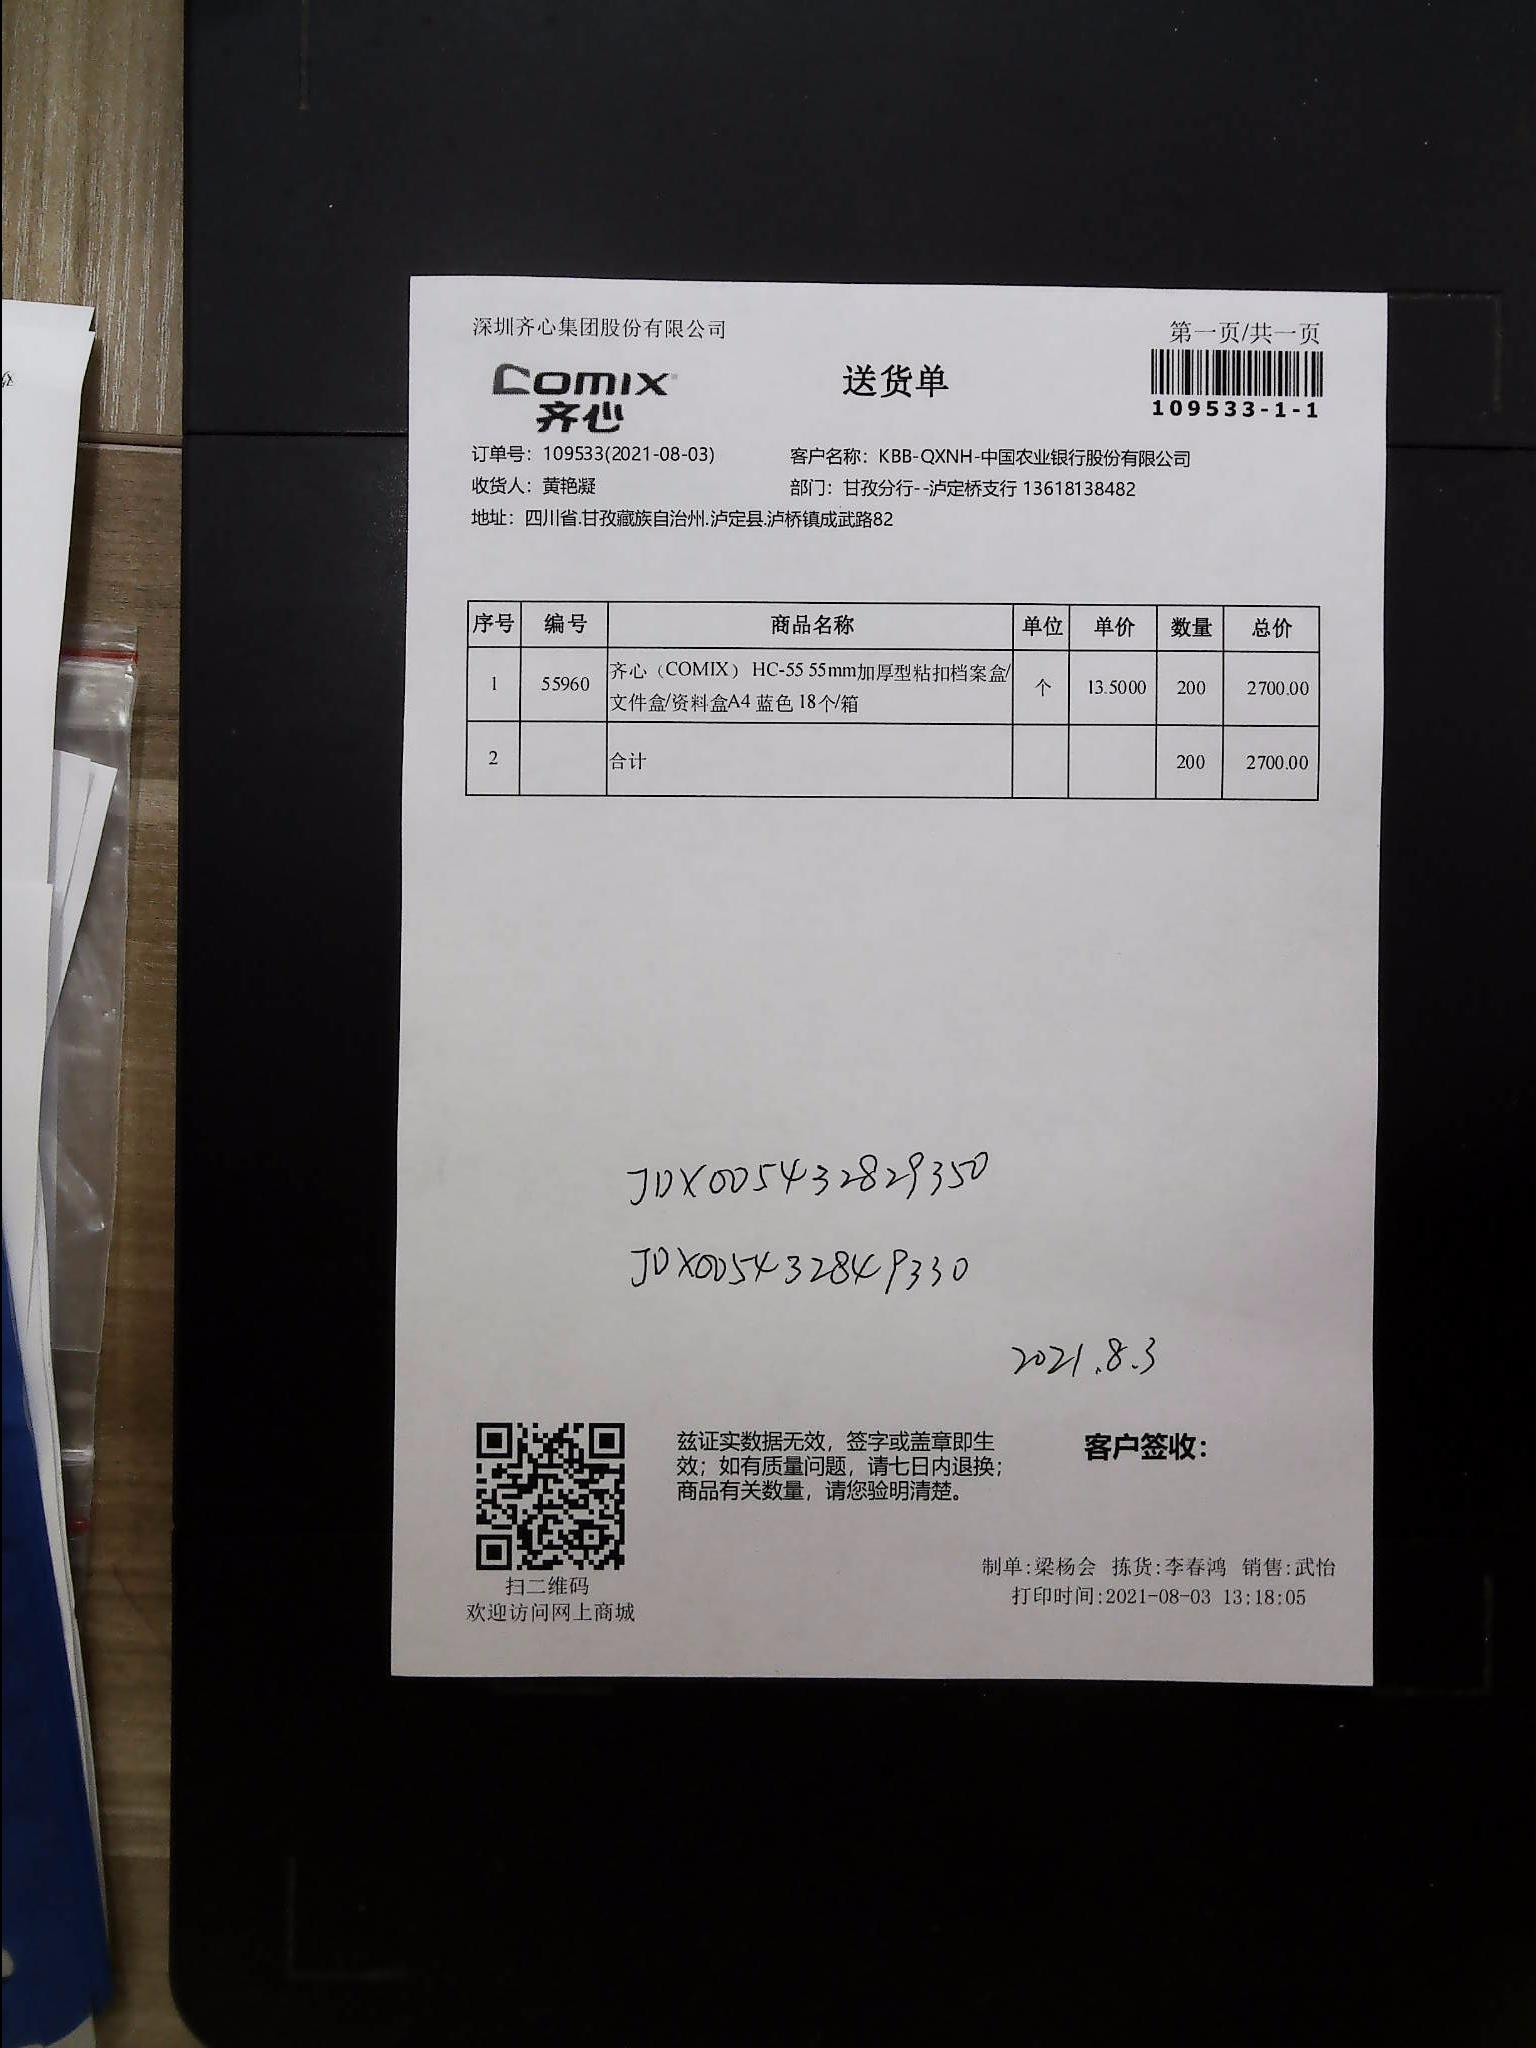 深圳齐心集团股份有限公司
第一页/共一页
COMIX
齐心
送货单
109533-1-1
订单号：109533(2021-08-03)
客户名称：KBB-QXNH-中国农业银行股份有限公司
收货人：黄艳凝
部门：甘孜分行--泸定桥支行 13618138482
地址：四川省.甘孜藏族自治州.泸定县.泸桥镇成武路82
序号 编号 商品名称 单位 单价 数量 总价
1 55960 齐心（COMIX） HC-55 55mm加厚型粘扣档案盒/ 个 13.5000 200 2700.00
文件盒/资料盒A4 蓝色 18个/箱
2 合计 200 2700.00
JDX005432829350
JDX005432849330
2021.8.3
兹证实数据无效，签字或盖章即生
效；如有质量问题，请七日内退换；
商品有关数量，请您验明清楚。
客户签收：
扫二维码
欢迎访问网上商城
制单:梁杨会 拣货:李春鸿 销售:武怡
打印时间:2021-08-03 13:18:05